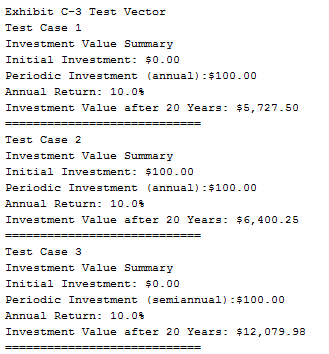 Exhibit C-3 Test Vector
Test Case 1
Investment Value Summary
Initial Investment: $0.00
Periodic Investment (annual):$100.00
Annual Return: 10.0%
Investment Value after 20 Years: $5,727.50
============================
Test Case 2
Investment Value Summary
Initial Investment: $100.00
Periodic Investment (annual):$100.00
Annual Return: 10.0%
Investment Value after 20 Years: $6,400.25
============================
Test Case 3
Investment Value Summary
Initial Investment: $0.00
Periodic Investment (semiannual):$100.00
Annual Return: 10.0%
Investment Value after 20 Years: $12,079.98
============================